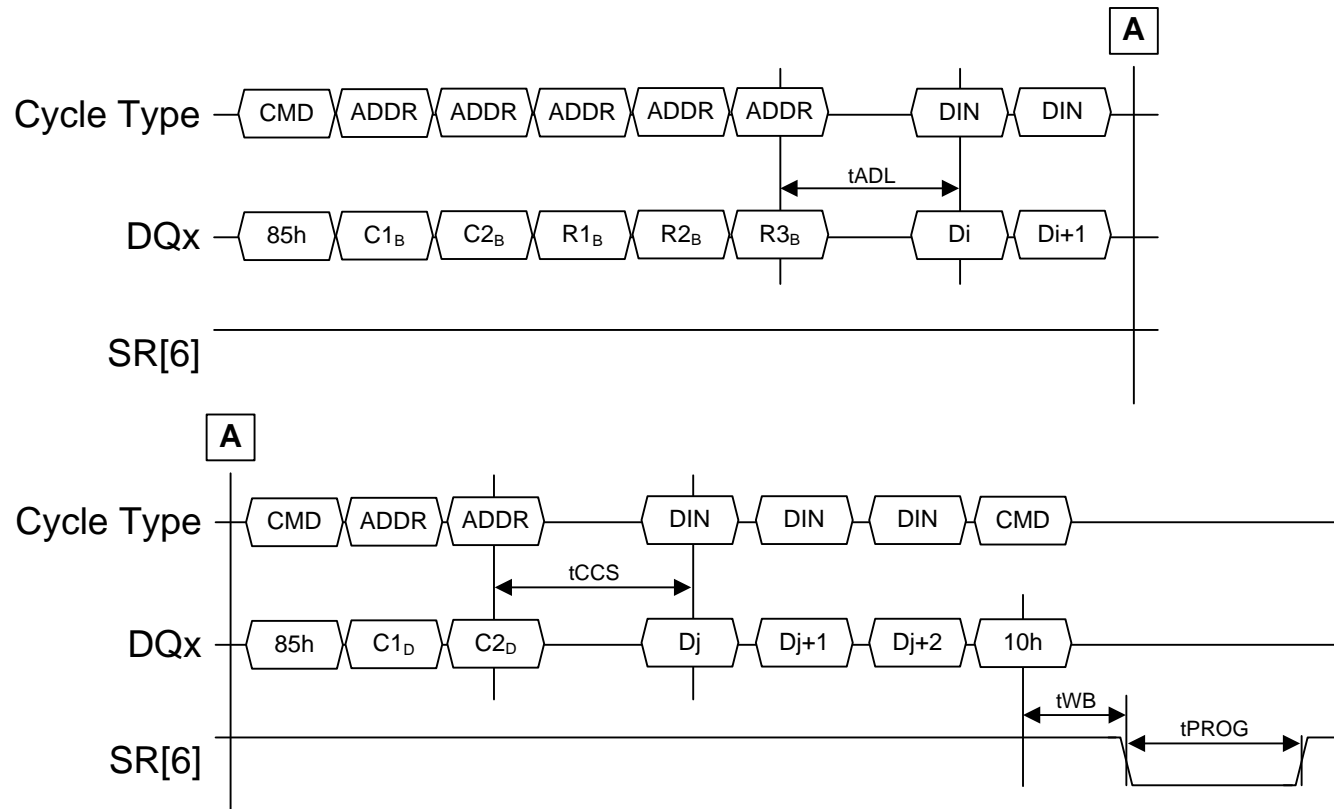 A
Cycle Type CMD ADDR ADDR ADDR ADDR ADDR DIN DIN
tADL
DQx 85h C1B C2B R1B R2B R3B Di Di+1
SR[6]
A
Cycle Type CMD ADDR ADDR DIN DIN DIN CMD
tCCS
DQx 85h C1D C2D Dj Dj+1 Dj+2 10h
tWB
tPROG
SR[6]